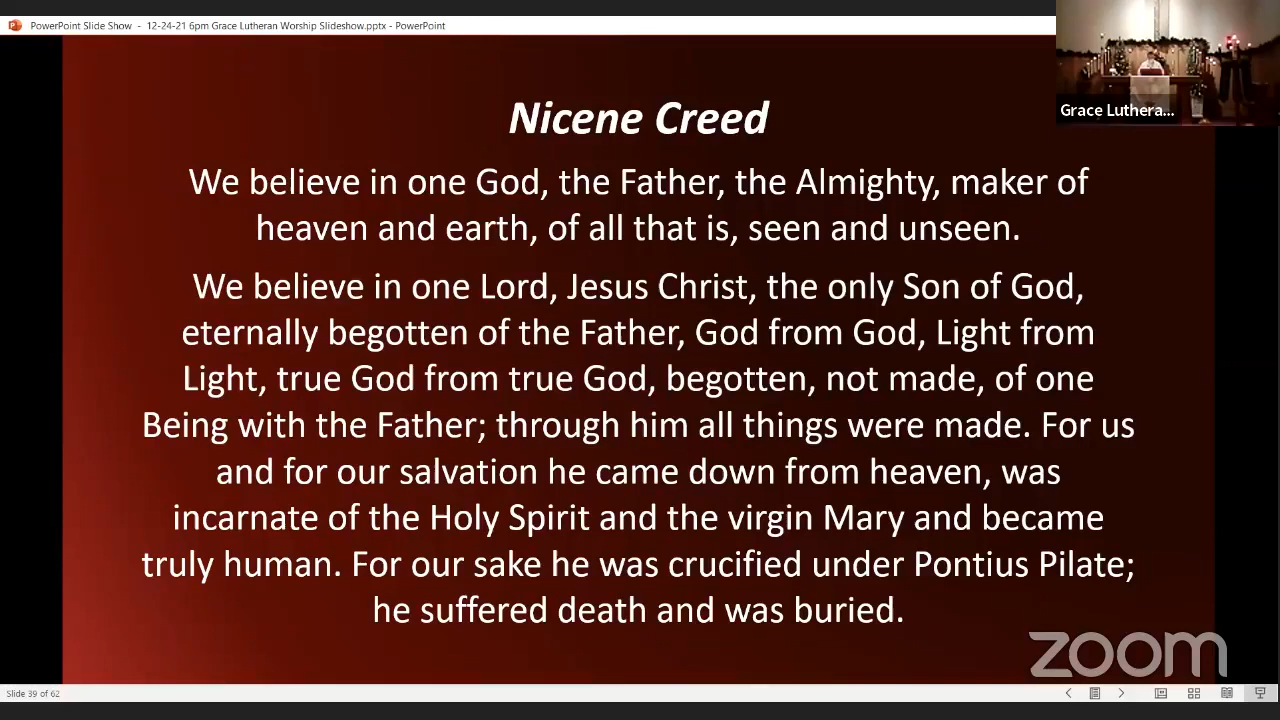 PowerPoint Slide Show - 12-24-21 6pm Grace Lutheran Worship Slideshow.pptx - PowerPoint
Grace Luthera...
Nicene Creed
We believe in one God, the Father, the Almighty, maker of
heaven and earth, of all that is, seen and unseen.
We believe in one Lord, Jesus Christ, the only Son of God,
eternally begotten of the Father, God from God, Light from
Light, true God from true God, begotten, not made, of one
Being with the Father; through him all things were made. For us
and for our salvation he came down from heaven, was
incarnate of the Holy Spirit and the virgin Mary and became
truly human. For our sake he was crucified under Pontius Pilate;
he suffered death and was buried.
zoom
Slide 39 of 62